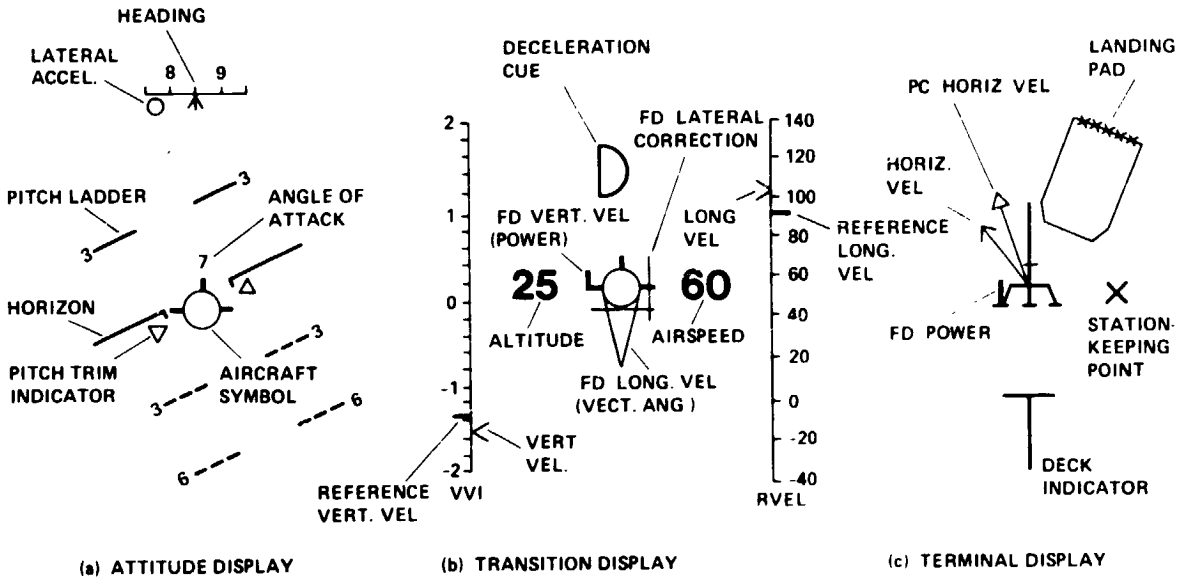 HEADING
LATERAL
ACCEL.
8 9
PITCH LADDER
3
3
ANGLE OF
ATTACK
7
HORIZON
PITCH TRIM
INDICATOR
AIRCRAFT
SYMBOL
3
3
6
6
(a) ATTITUDE DISPLAY
DECELERATION
CUE
FD LATERAL
CORRECTION
2
1
0
-1
-2
VVI
FD VERT. VEL
(POWER)
LONG
VEL
25
ALTITUDE
60
AIRSPEED
FD LONG. VEL
(VECT. ANG )
VERT
VEL.
REFERENCE
VERT. VEL
140
120
100
80
60
40
20
0
-20
-40
RVEL
REFERENCE
LONG.
VEL
(b) TRANSITION DISPLAY
LANDING
PAD
PC HORIZ VEL
HORIZ.
VEL
FD POWER
STATION-
KEEPING
POINT
DECK
INDICATOR
(c) TERMINAL DISPLAY